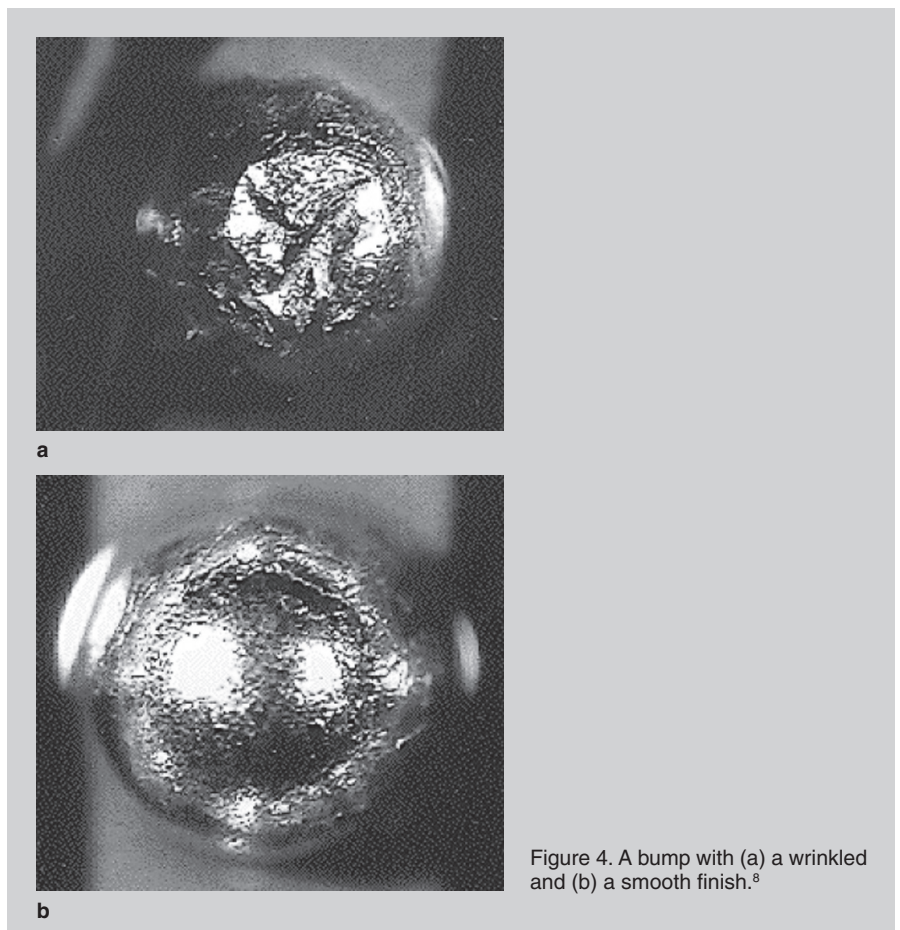 a
b
Figure 4. A bump with (a) a wrinkled
and (b) a smooth finish.⁸